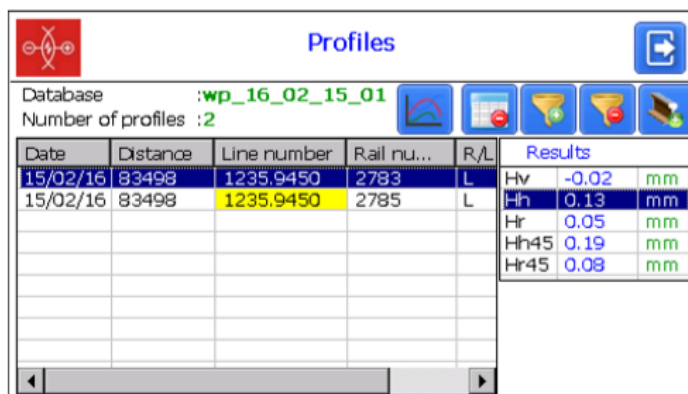 Profiles
Database :wp_16_02_15_01
Number of profiles :2
Date Distance Line number Rail nu... R/L
15/02/16 83498 1235.9450 2783 L
15/02/16 83498 1235.9450 2785 L
Results
Hv -0.02 mm
Hh 0.13 mm
Hr 0.05 mm
Hh45 0.19 mm
Hr45 0.08 mm